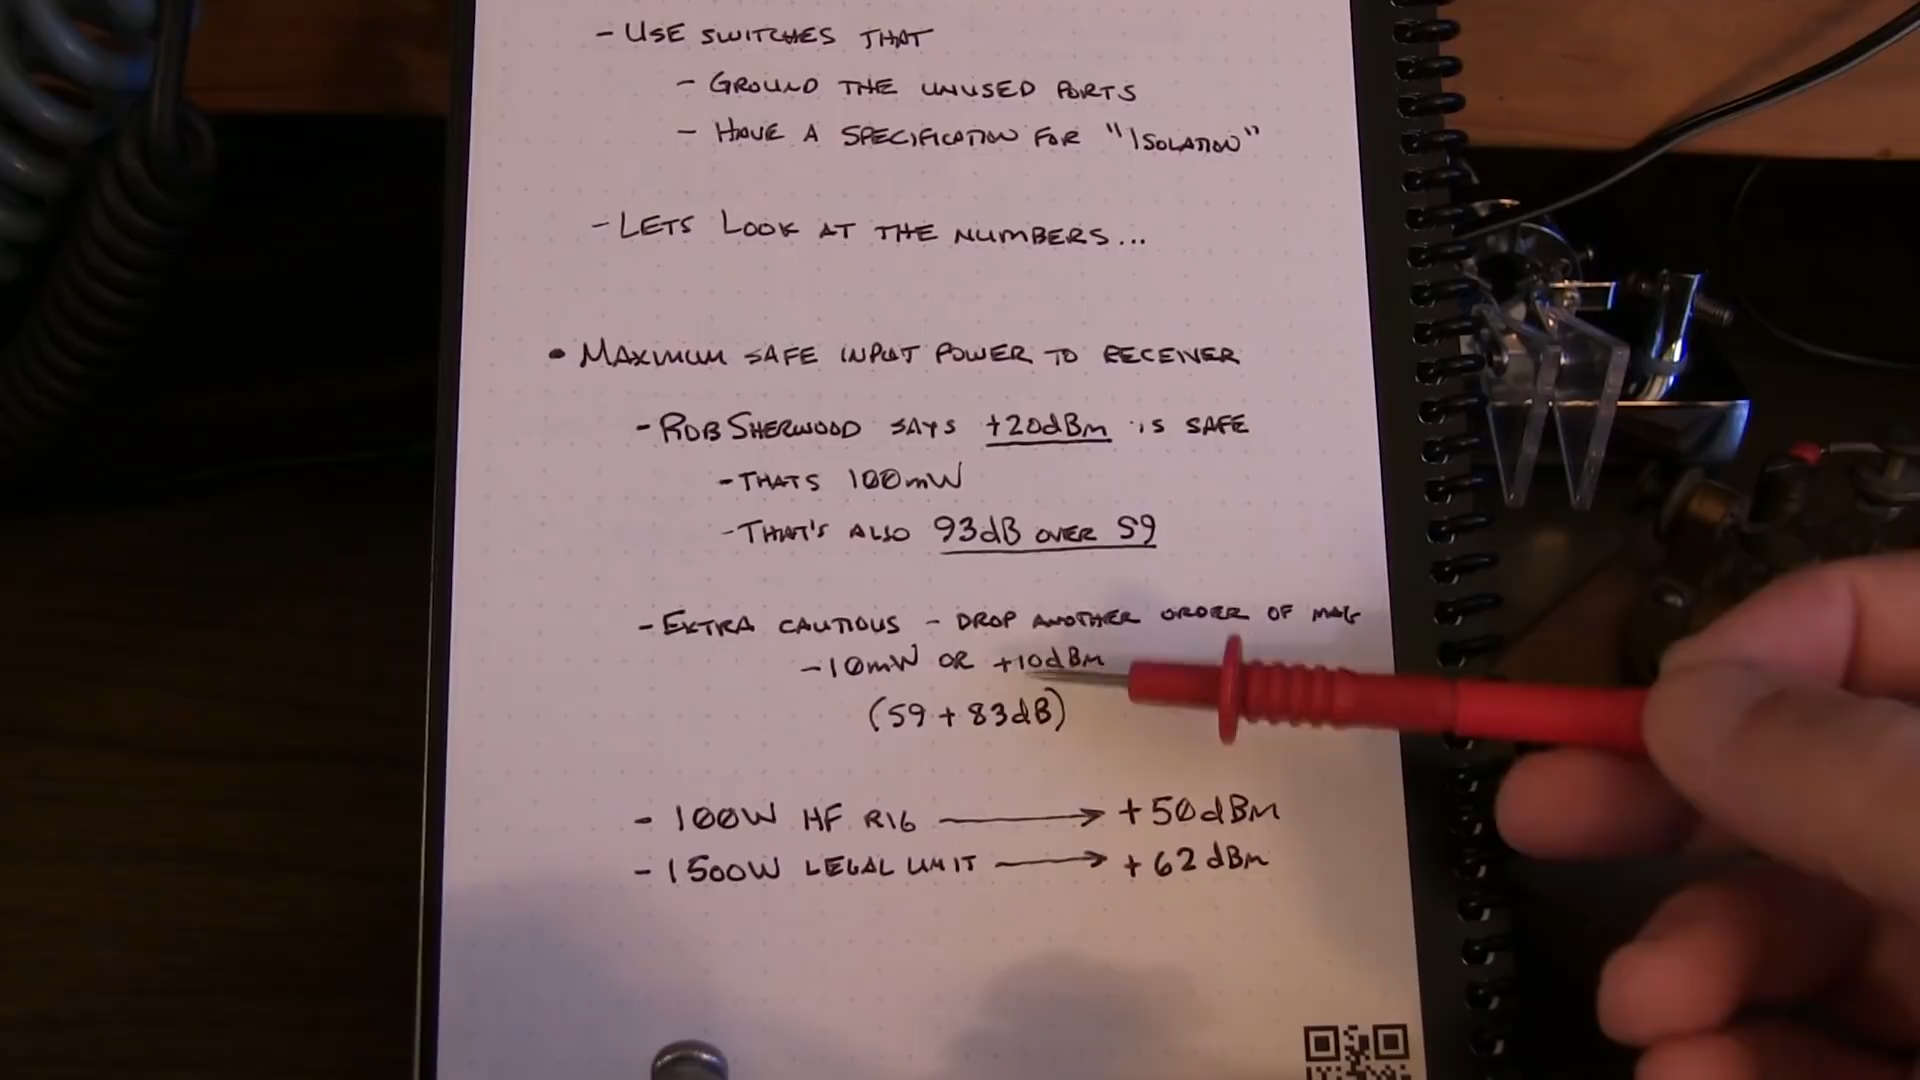 - USE SWITCHES THAT
- GROUND THE UNUSED PORTS
- HAVE A SPECIFICATION FOR "ISOLATION"
- LETS LOOK AT THE NUMBERS...
• MAXIMUM SAFE INPUT POWER TO RECEIVER
- ROB SHERWOOD SAYS +20dBm IS SAFE
- THATS 100mW
- THAT'S ALSO 93dB OVER S9
- EXTRA CAUTIOUS - DROP ANOTHER ORDER OF MAG
- 10mW OR +10dBm
(S9 + 83dB)
- 100W HF RIG → +50dBm
- 1500W LEGAL LIMIT → +62dBm